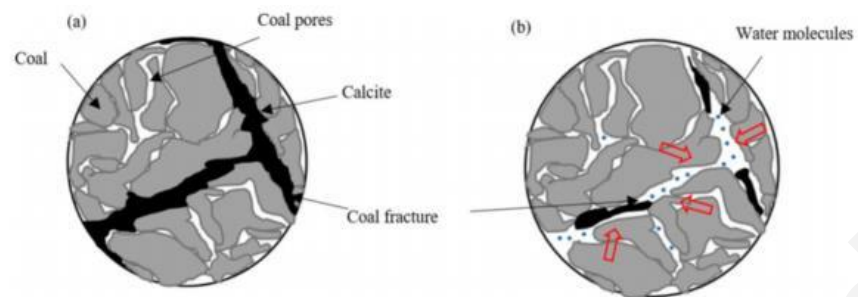 (a)
Coal pores
Coal
Calcite
Coal fracture
(b)
Water molecules